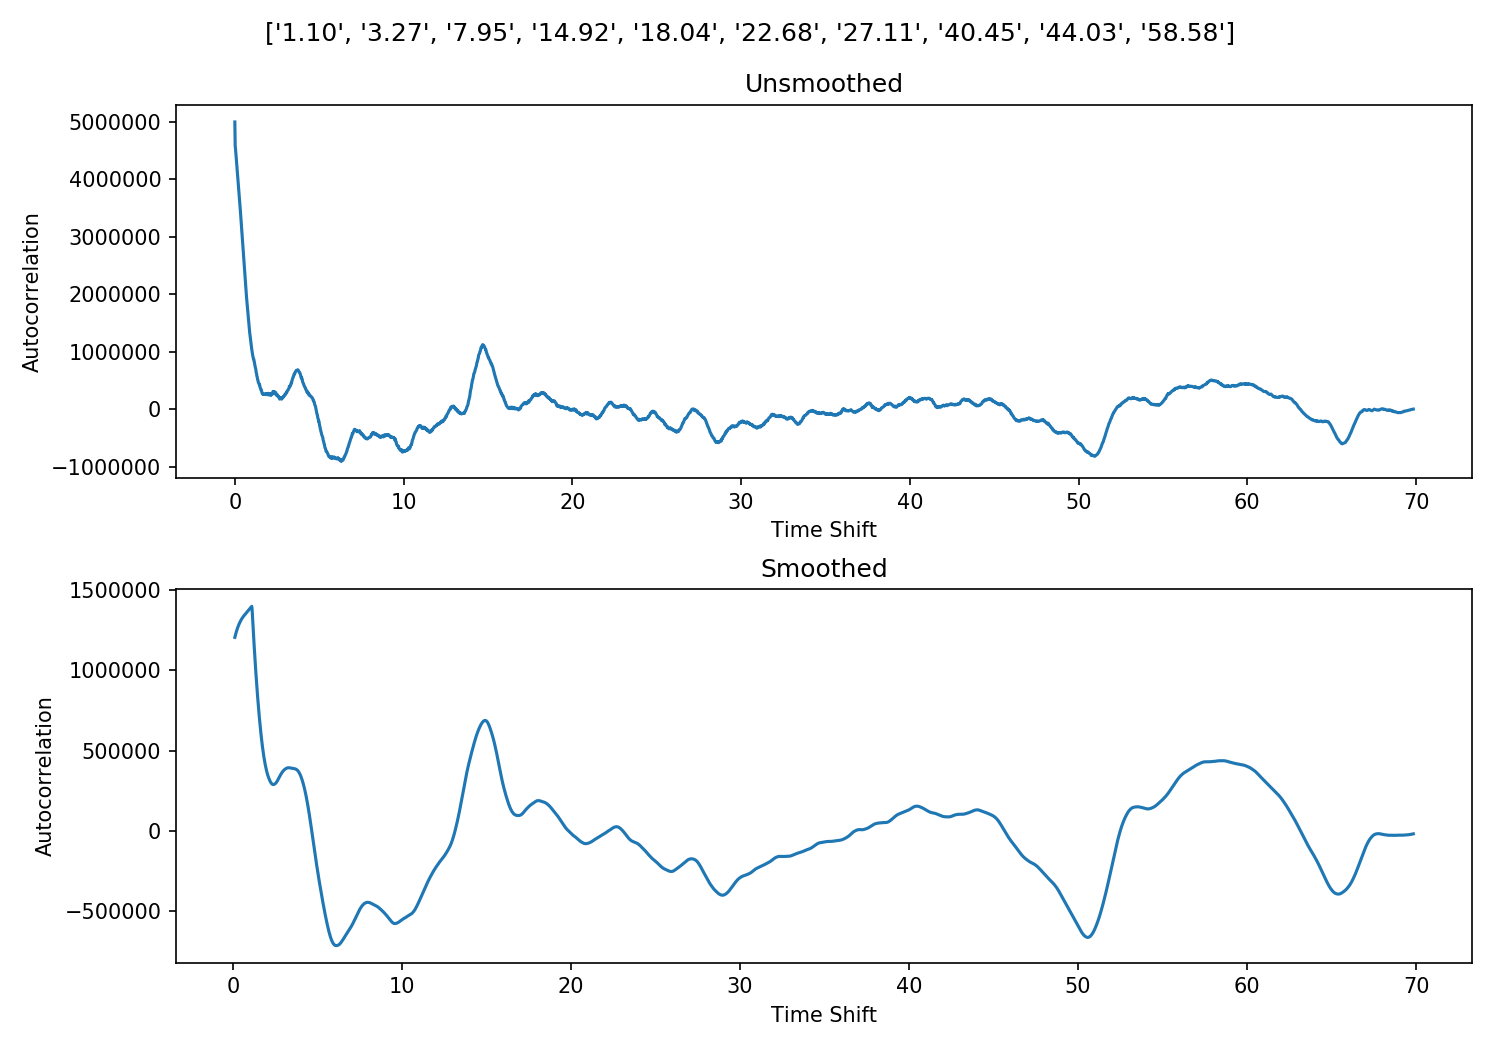 ['1.10', '3.27', '7.95', '14.92', '18.04', '22.68', '27.11', '40.45', '44.03', '58.58']
Unsmoothed
5000000
4000000
3000000
2000000
1000000
0
−1000000
Autocorrelation
0 10 20 30 40 50 60 70
Time Shift
Smoothed
1500000
1000000
500000
0
−500000
Autocorrelation
0 10 20 30 40 50 60 70
Time Shift